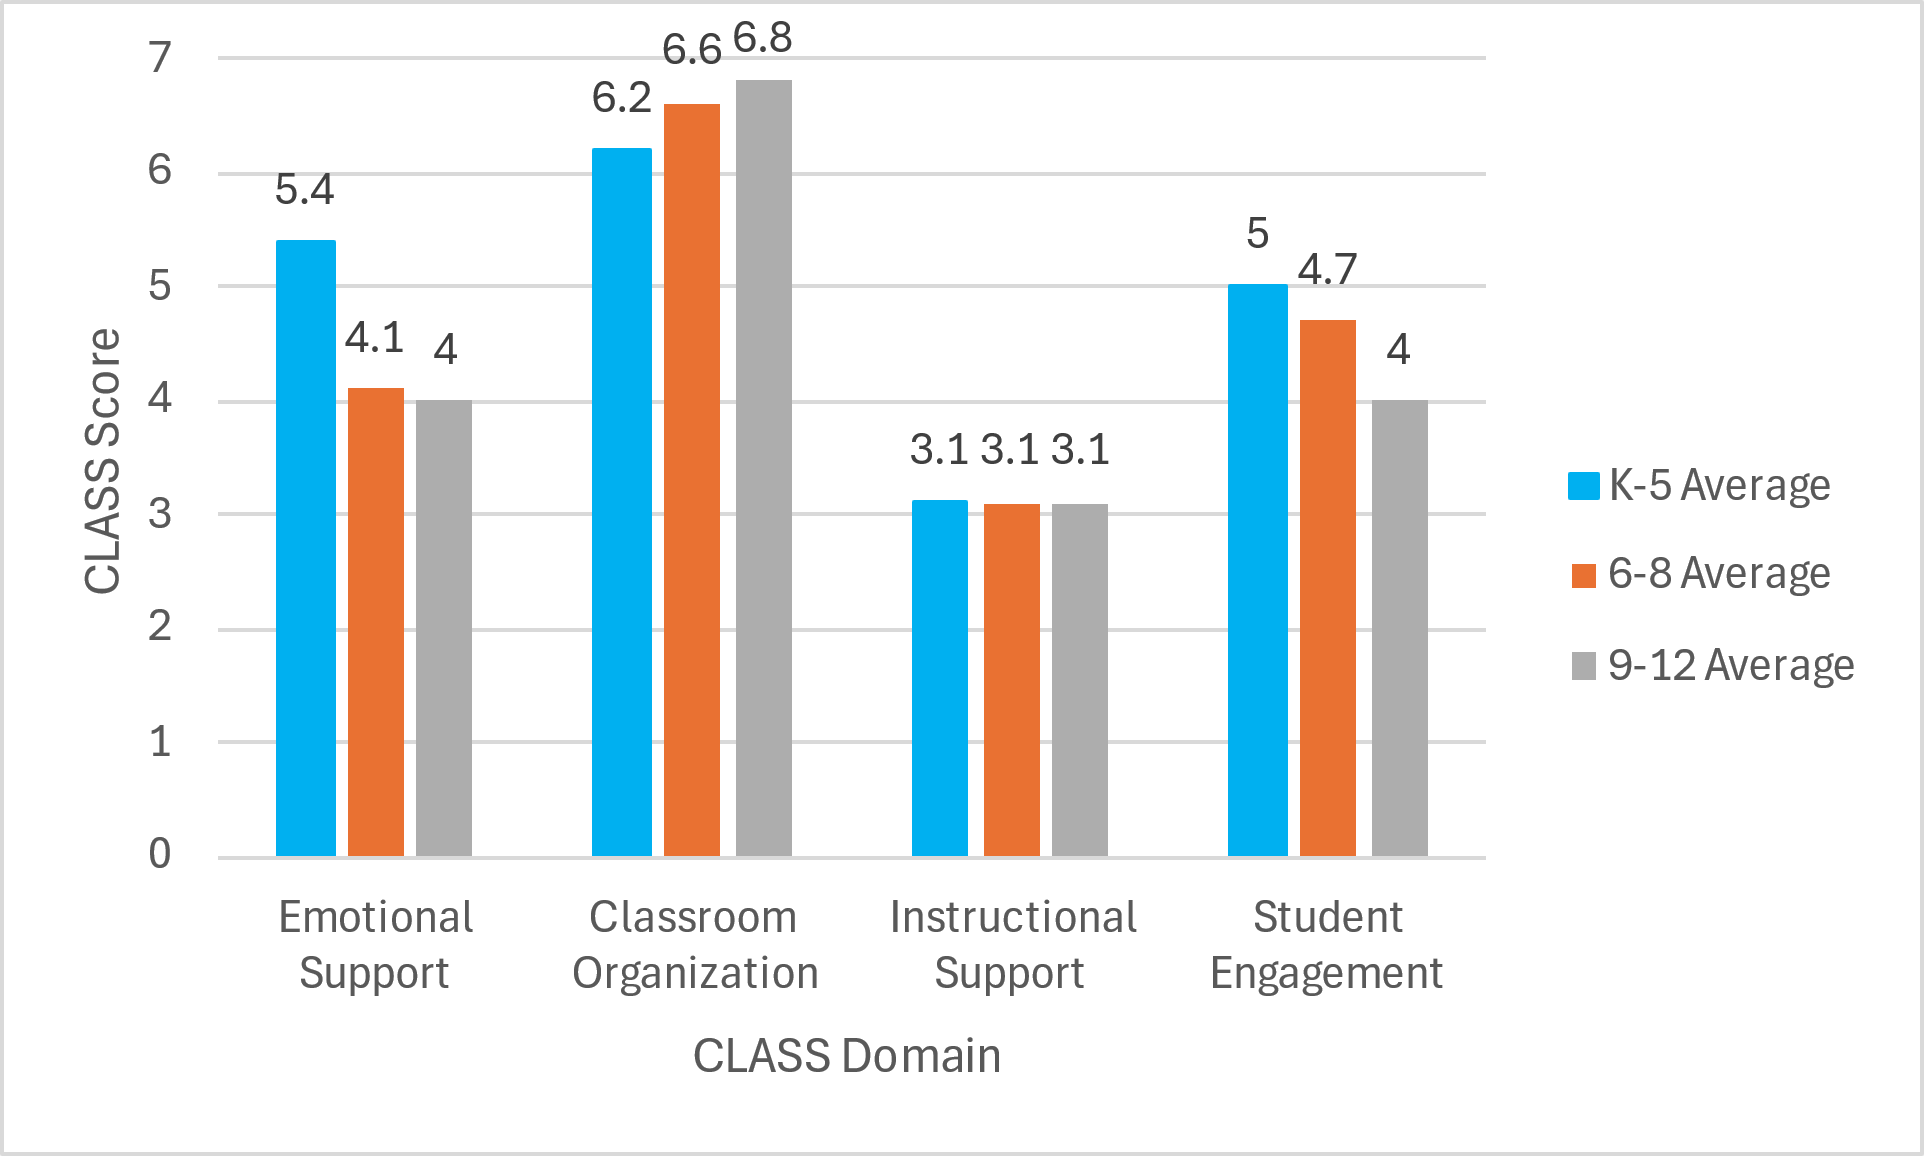 7
6
5
4
3
2
1
0
CLASS Score
5.4
4.1
4
6.2
6.6
6.8
3.1
3.1
3.1
5
4.7
4
Emotional
Support
Classroom
Organization
Instructional
Support
Student
Engagement
CLASS Domain
K-5 Average
6-8 Average
9-12 Average